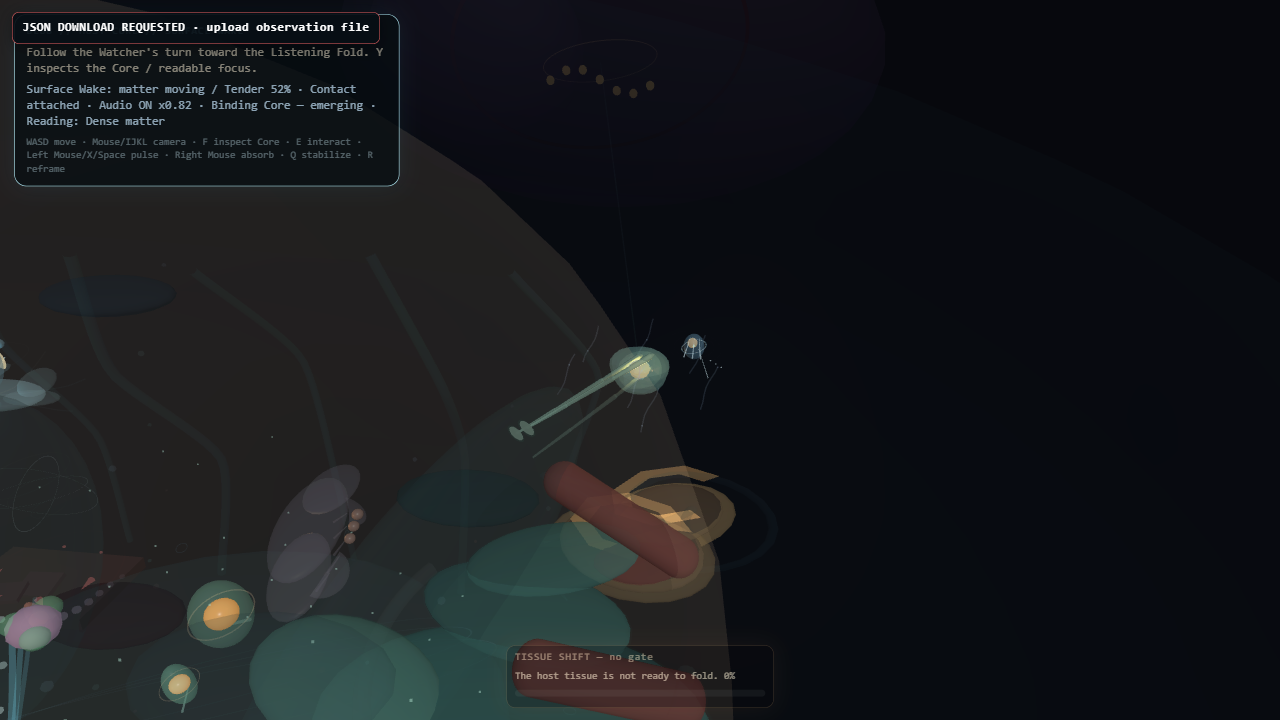 JSON DOWNLOAD REQUESTED · upload observation file
Follow the Watcher's turn toward the Listening Fold. Y
inspects the Core / readable focus.
Surface Wake: matter moving / Tender 52% · Contact
attached · Audio ON x0.82 · Binding Core — emerging ·
Reading: Dense matter
WASD move · Mouse/IJKL camera · F inspect Core · E interact ·
Left Mouse/X/Space pulse · Right Mouse absorb · Q stabilize · R
reframe
TISSUE SHIFT — no gate
The host tissue is not ready to fold. 0%